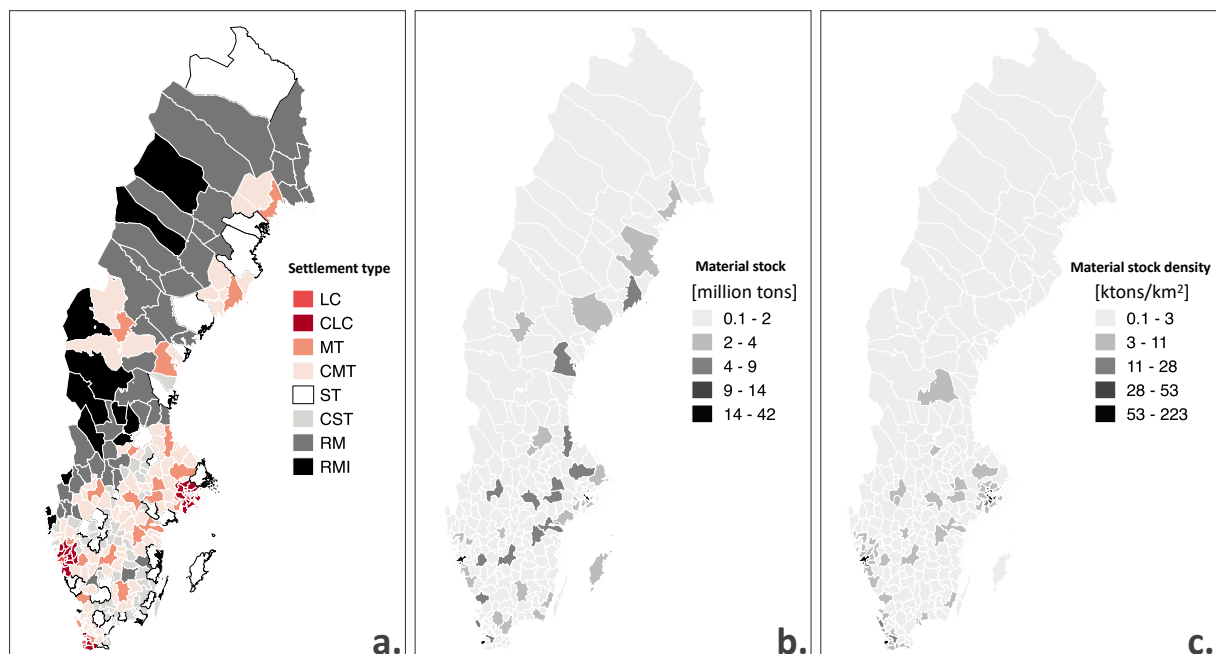 Settlement type
LC
CLC
MT
CMT
ST
CST
RM
RMI
a.
Material stock
[million tons]
0.1 - 2
2 - 4
4 - 9
9 - 14
14 - 42
b.
Material stock density
[ktons/km²]
0.1 - 3
3 - 11
11 - 28
28 - 53
53 - 223
c.